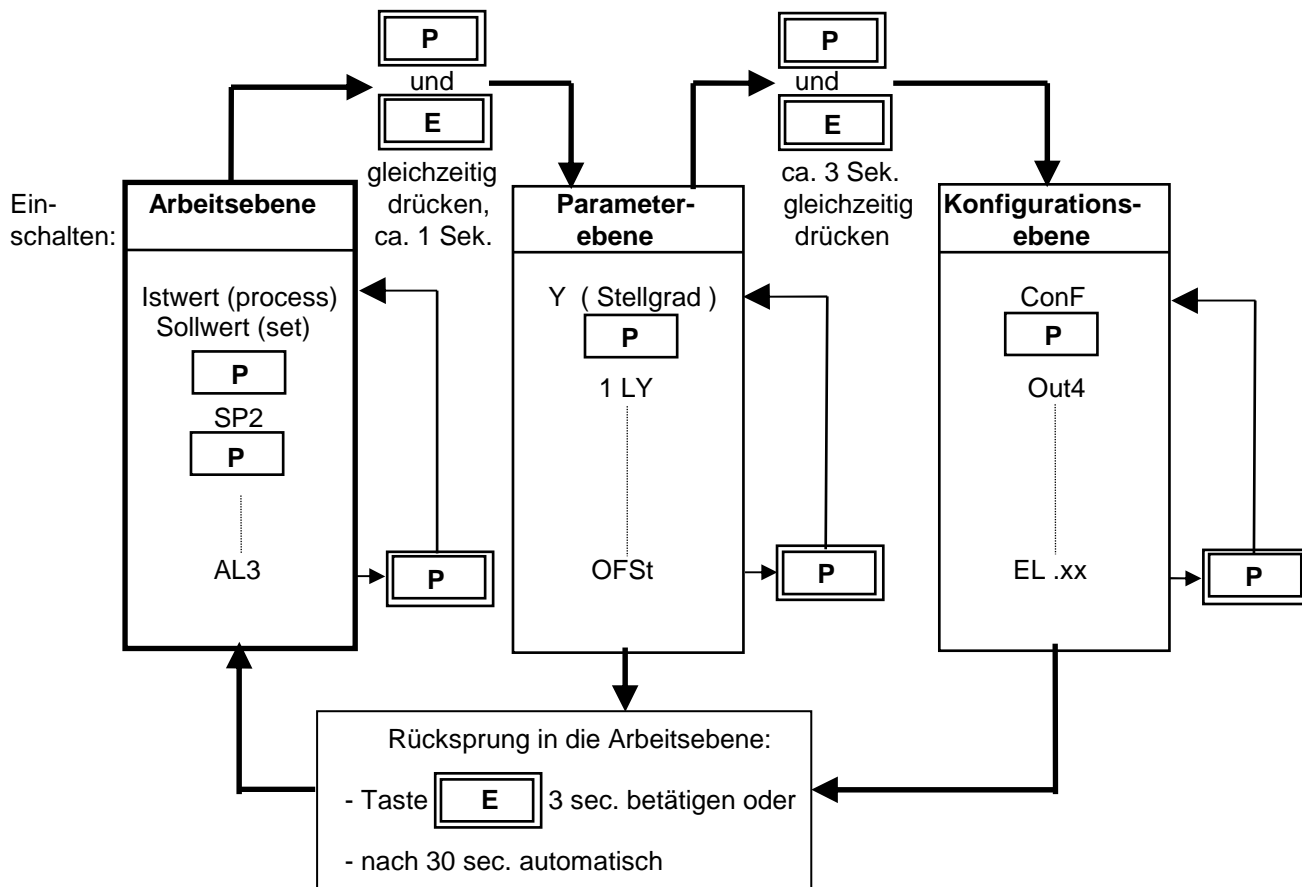 P
und
E
gleichzeitig
drücken,
ca. 1 Sek.
P
und
E
ca. 3 Sek.
gleichzeitig
drücken
Ein-
schalten:
Arbeitsebene
Istwert (process)
Sollwert (set)
P
SP2
P
AL3
P
Parameter-
ebene
Y ( Stellgrad )
P
1 LY
OFSt
P
Konfigurations-
ebene
ConF
P
Out4
EL .xx
P
Rücksprung in die Arbeitsebene:
- Taste E 3 sec. betätigen oder
- nach 30 sec. automatisch